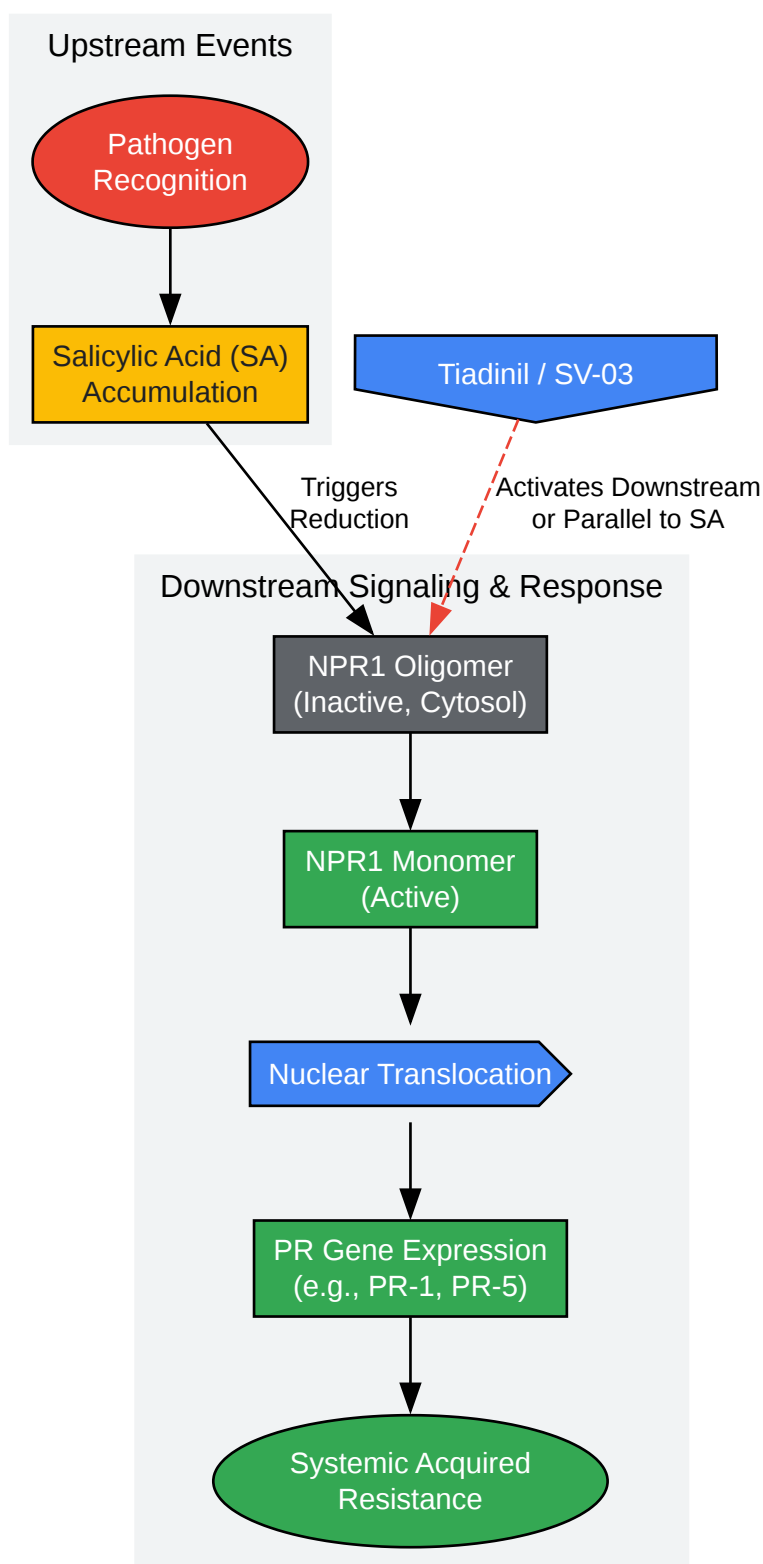 Upstream Events
Pathogen
Recognition
Salicylic Acid (SA)
Accumulation
Tiadinil / SV-03
Triggers
Reduction
Activates Downstream
or Parallel to SA
Downstream Signaling & Response
NPR1 Oligomer
(Inactive, Cytosol)
NPR1 Monomer
(Active)
Nuclear Translocation
PR Gene Expression
(e.g., PR-1, PR-5)
Systemic Acquired
Resistance